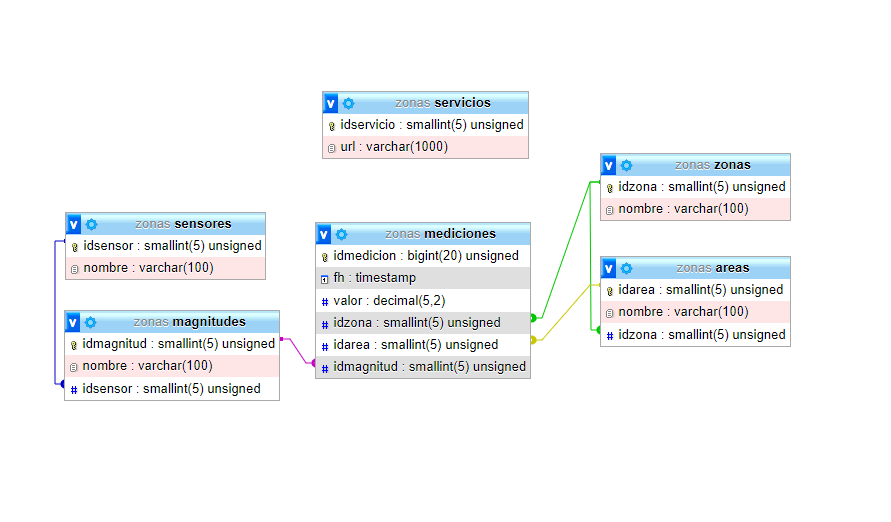 v zonas servicios
idservicio : smallint(5) unsigned
url : varchar(1000)
v zonas zonas
idzona : smallint(5) unsigned
nombre : varchar(100)
v zonas sensores
idsensor : smallint(5) unsigned
nombre : varchar(100)
v zonas mediciones
idmedicion : bigint(20) unsigned
fh : timestamp
# valor : decimal(5,2)
# idzona : smallint(5) unsigned
# idarea : smallint(5) unsigned
# idmagnitud : smallint(5) unsigned
v zonas areas
idarea : smallint(5) unsigned
nombre : varchar(100)
# idzona : smallint(5) unsigned
v zonas magnitudes
idmagnitud : smallint(5) unsigned
nombre : varchar(100)
# idsensor : smallint(5) unsigned